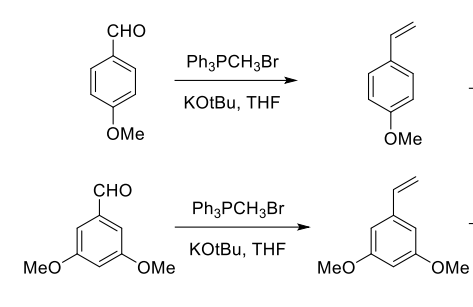 CHO
Ph3PCH3Br
KOtBu, THF
OMe
OMe
CHO
Ph3PCH3Br
KOtBu, THF
MeO OMe
MeO OMe